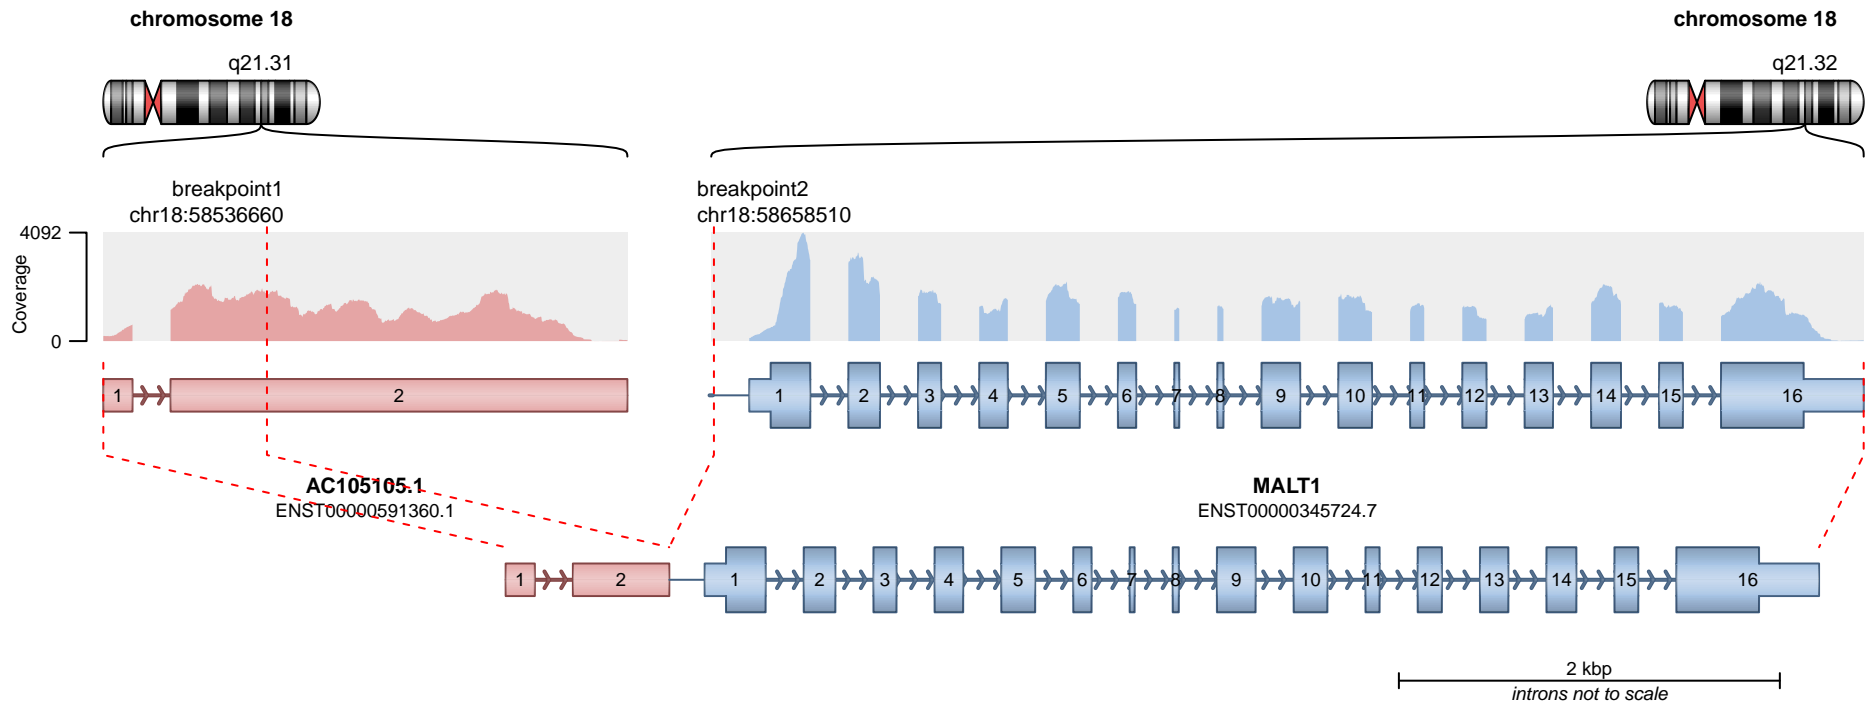 chromosome 18
chromosome 18
q21.31
q21.32
breakpoint1
chr18:58536660
breakpoint2
chr18:58658510
4092
0
Coverage
1 2
1 2 3 4 5 6 7 8 9 10 11 12 13 14 15 16
AC105105.1
ENST00000591360.1
MALT1
ENST00000345724.7
1 2 1 2 3 4 5 6 7 8 9 10 11 12 13 14 15 16
2 kbp
introns not to scale